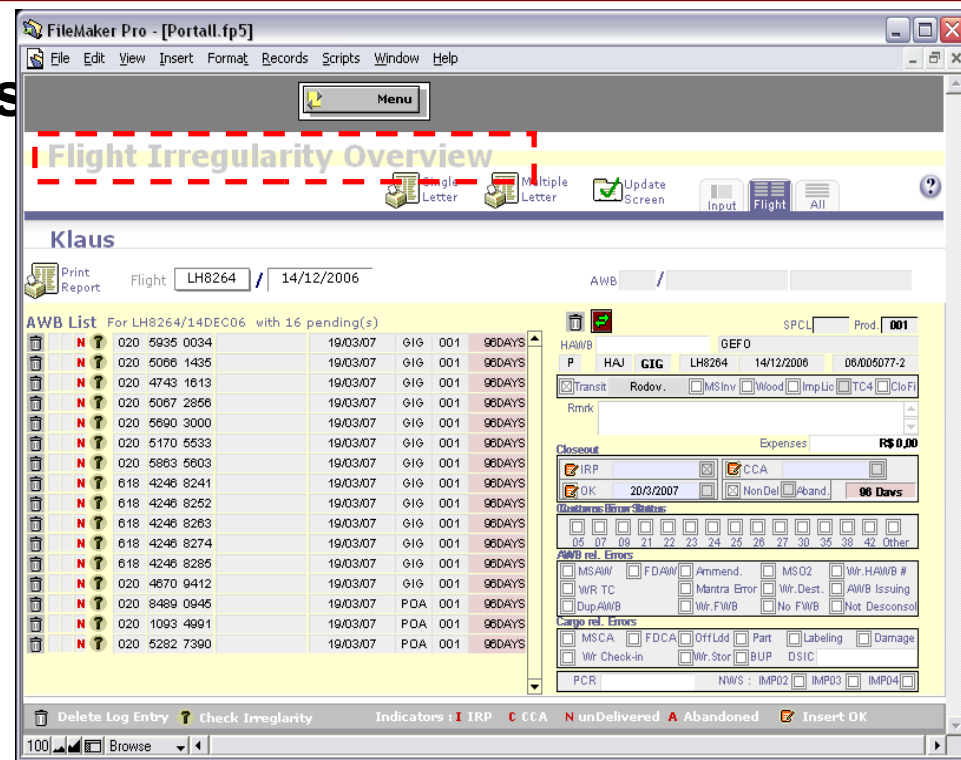 FileMaker Pro - [Portall.fp5]
File Edit View Insert Format Records Scripts Window Help
s
Menu
Flight Irregularity Overview
Single Letter
Multiple Letter
Update Screen
Input Flight All
?
Klaus
Print Report
Flight LH8264 / 14/12/2006
AWB /
AWB List For LH8264/14DEC06 with 16 pending(s)
N ? 020 5935 0034 19/03/07 GIG 001 96DAYS
N ? 020 5066 1435 19/03/07 GIG 001 96DAYS
N ? 020 4743 1613 19/03/07 GIG 001 96DAYS
N ? 020 5067 2856 19/03/07 GIG 001 96DAYS
N ? 020 5690 3000 19/03/07 GIG 001 96DAYS
N ? 020 5170 5533 19/03/07 GIG 001 96DAYS
N ? 020 5863 5603 19/03/07 GIG 001 96DAYS
N ? 618 4246 8241 19/03/07 GIG 001 96DAYS
N ? 618 4246 8252 19/03/07 GIG 001 96DAYS
N ? 618 4246 8263 19/03/07 GIG 001 96DAYS
N ? 618 4246 8274 19/03/07 GIG 001 96DAYS
N ? 618 4246 8285 19/03/07 GIG 001 96DAYS
N ? 020 4670 9412 19/03/07 GIG 001 96DAYS
N ? 020 8489 0945 19/03/07 POA 001 96DAYS
N ? 020 1093 4991 19/03/07 POA 001 96DAYS
N ? 020 5282 7390 19/03/07 POA 001 96DAYS
SPCL Prod. 001
HAWB GEF0
P HAJ GIG LH8264 14/12/2006 06/005077-2
Transit Rodov. MSInv Wood ImpLic TC4 CloFi
Rmrk
Expenses R$ 0,00
Closeout
IRP CCA
OK 20/3/2007 NonDel Aband. 96 Days
Customs Error Status
05 07 09 21 22 23 24 25 26 27 30 35 38 42 Other
AWB rel. Errors
MSAW FDAW Ammend. MS02 Wr.HAWB #
WR TC Mantra Error Wr.Dest. AWB Issuing
DupAWB Wr.FWB No FWB Not Desconsol
Cargo rel. Errors
MSCA FDCA OffLdd Part Labeling Damage
Wr Check-in Wr.Stor BUP DSIC
PCR NWS : IMP02 IMP03 IMP04
Delete Log Entry ? Check Irreglarity Indicators : I IRP C CCA N unDelivered A Abandoned Insert OK
100 Browse